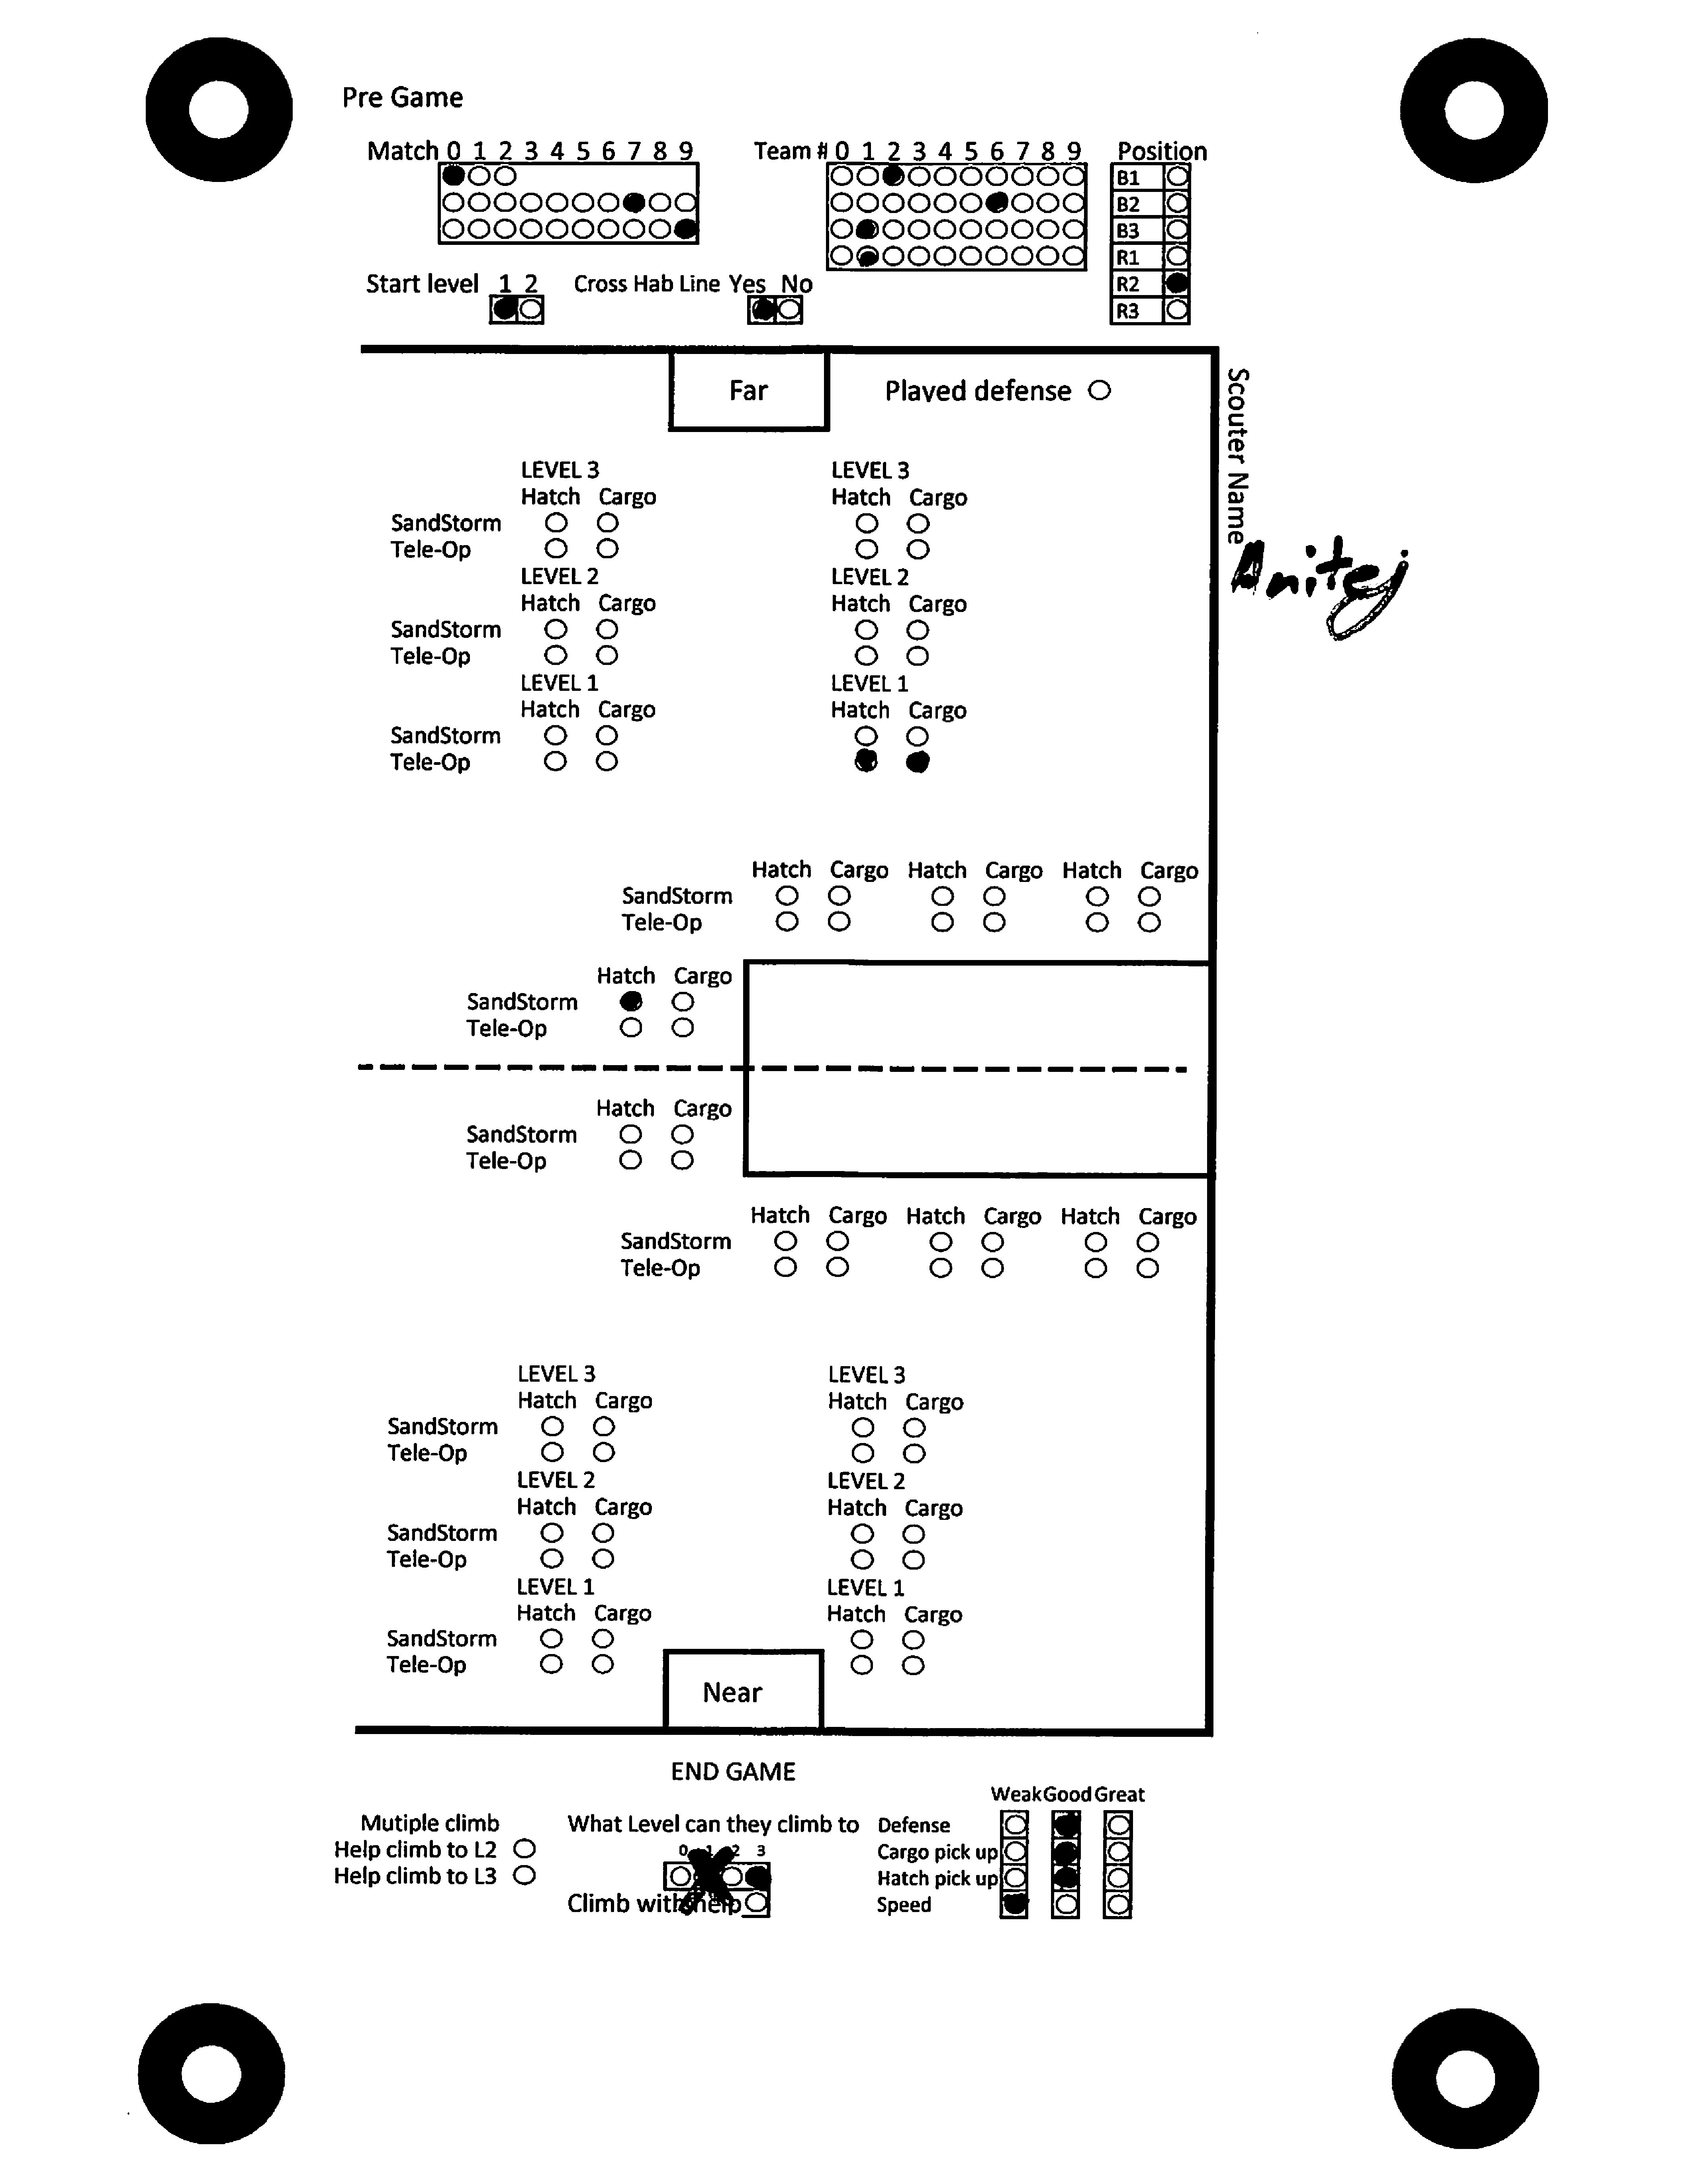 Pre Game
Match 0 1 2 3 4 5 6 7 8 9
Team # 0 1 2 3 4 5 6 7 8 9
Position
B1
B2
B3
R1
R2
R3
Start level 1 2
Cross Hab Line Yes No
Far
Played defense
Scouter Name
Anitej
LEVEL 3 LEVEL 3
Hatch Cargo Hatch Cargo
SandStorm
Tele-Op
LEVEL 2 LEVEL 2
Hatch Cargo Hatch Cargo
SandStorm
Tele-Op
LEVEL 1 LEVEL 1
Hatch Cargo Hatch Cargo
SandStorm
Tele-Op
Hatch Cargo Hatch Cargo Hatch Cargo
SandStorm
Tele-Op
Hatch Cargo
SandStorm
Tele-Op
Hatch Cargo
SandStorm
Tele-Op
Hatch Cargo Hatch Cargo Hatch Cargo
SandStorm
Tele-Op
LEVEL 3 LEVEL 3
Hatch Cargo Hatch Cargo
SandStorm
Tele-Op
LEVEL 2 LEVEL 2
Hatch Cargo Hatch Cargo
SandStorm
Tele-Op
LEVEL 1 LEVEL 1
Hatch Cargo Hatch Cargo
SandStorm
Tele-Op
Near
END GAME
Mutiple climb
Help climb to L2
Help climb to L3
What Level can they climb to
0 1 2 3
Climb with help
Weak Good Great
Defense
Cargo pick up
Hatch pick up
Speed